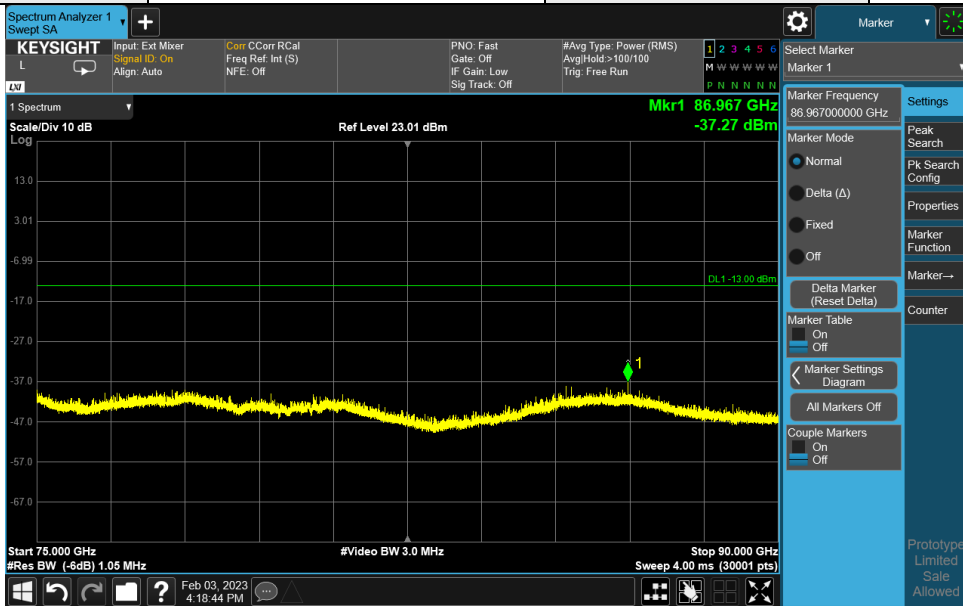 Spectrum Analyzer 1
Swept SA
+
Marker
KEYSIGHT
L
LXI
Input: Ext Mixer
Signal ID: On
Align: Auto
Corr CCorr RCal
Freq Ref: Int (S)
NFE: Off
PNO: Fast
Gate: Off
IF Gain: Low
Sig Track: Off
#Avg Type: Power (RMS)
Avg|Hold:>100/100
Trig: Free Run
1 2 3 4 5 6
M W W W W W
P N N N N N
Select Marker
Marker 1
1 Spectrum
Mkr1 86.967 GHz
-37.27 dBm
Scale/Div 10 dB
Ref Level 23.01 dBm
Log
13.0
3.01
-6.99
-17.0
-27.0
-37.0
-47.0
-57.0
-67.0
DL1 -13.00 dBm
1
Start 75.000 GHz
#Video BW 3.0 MHz
Stop 90.000 GHz
#Res BW (-6dB) 1.05 MHz
Sweep 4.00 ms (30001 pts)
Marker Frequency
86.967000000 GHz
Marker Mode
Normal
Delta (Δ)
Fixed
Off
Delta Marker
(Reset Delta)
Marker Table
On
Off
Marker Settings
Diagram
All Markers Off
Couple Markers
On
Off
Settings
Peak
Search
Pk Search
Config
Properties
Marker
Function
Marker→
Counter
Prototype
Limited
Sale
Allowed
?
Feb 03, 2023
4:18:44 PM